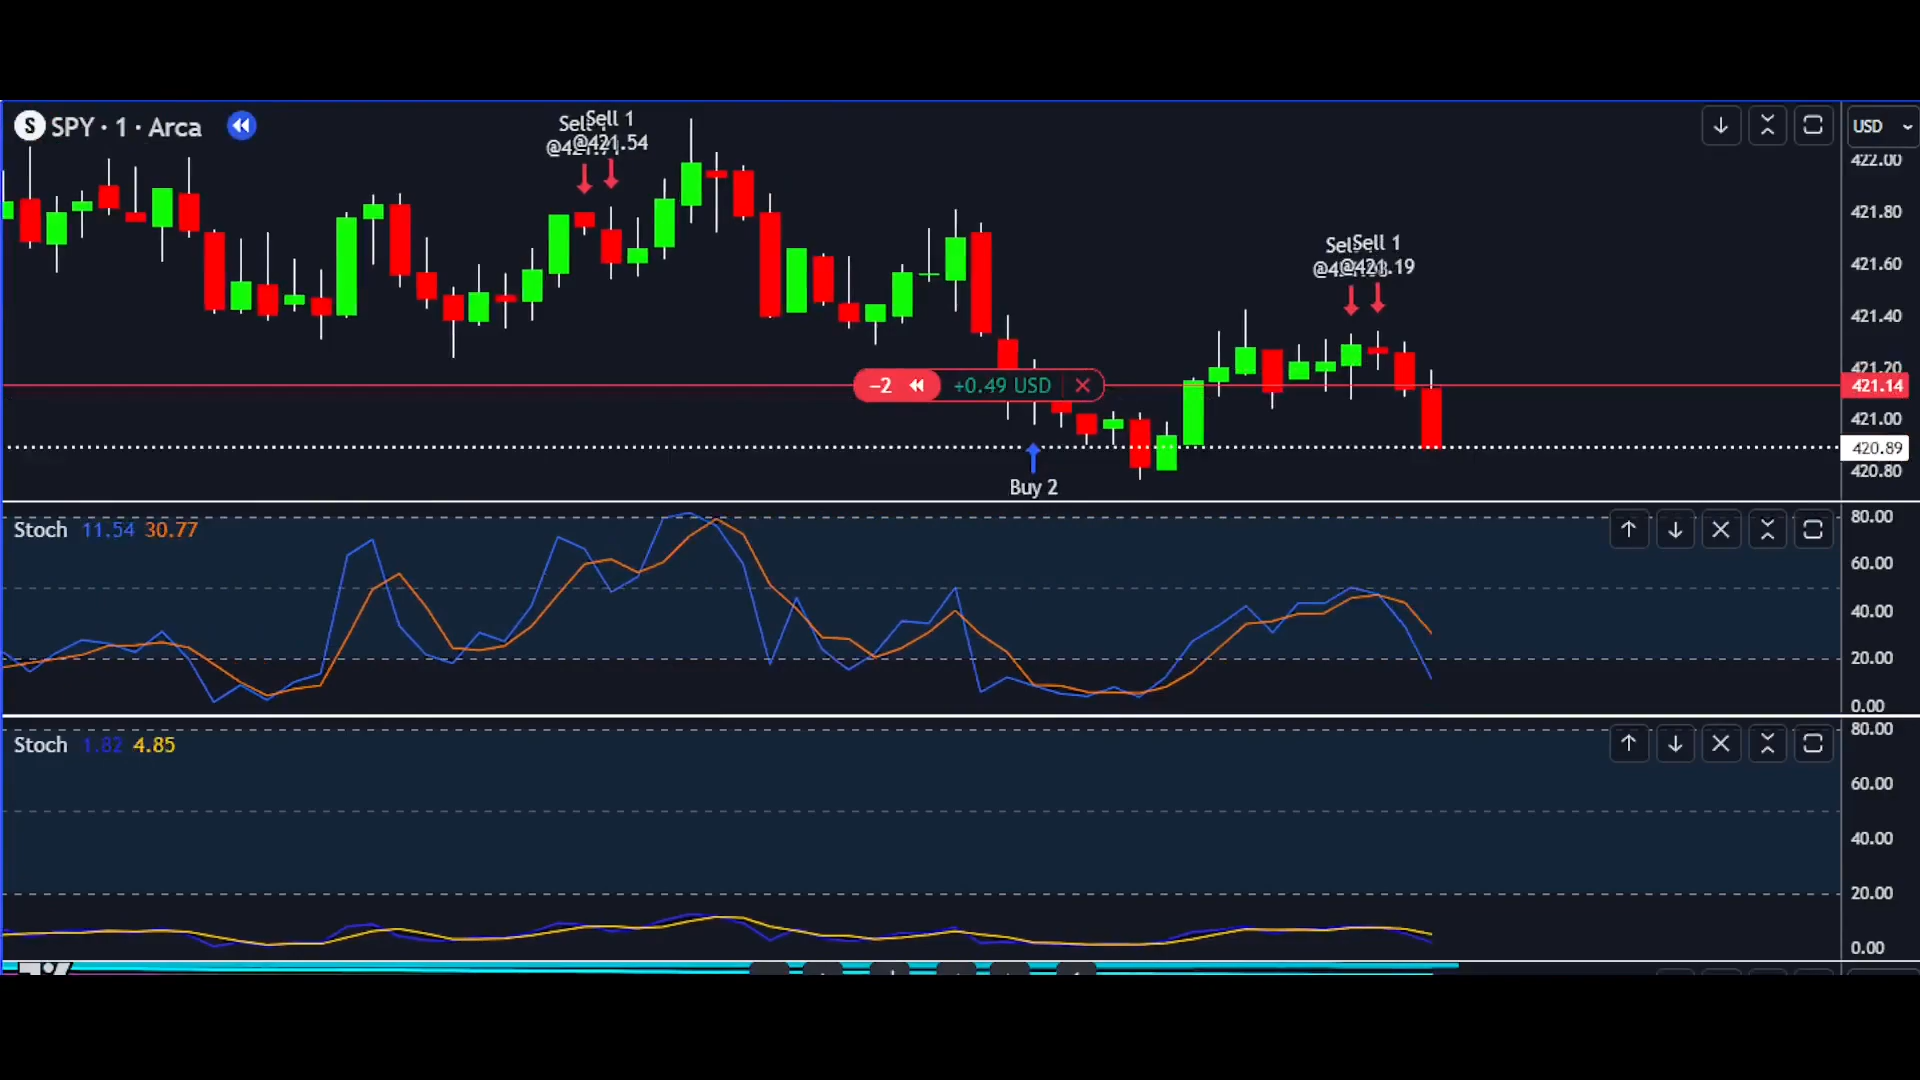 S SPY · 1 · Arca
Sell 1
@421.54
Sell 1
@421.19
−2 +0.49 USD
Buy 2
USD
422.00
421.80
421.60
421.40
421.20
421.14
421.00
420.89
420.80
Stoch 11.54 30.77
80.00
60.00
40.00
20.00
0.00
Stoch 1.82 4.85
80.00
60.00
40.00
20.00
0.00